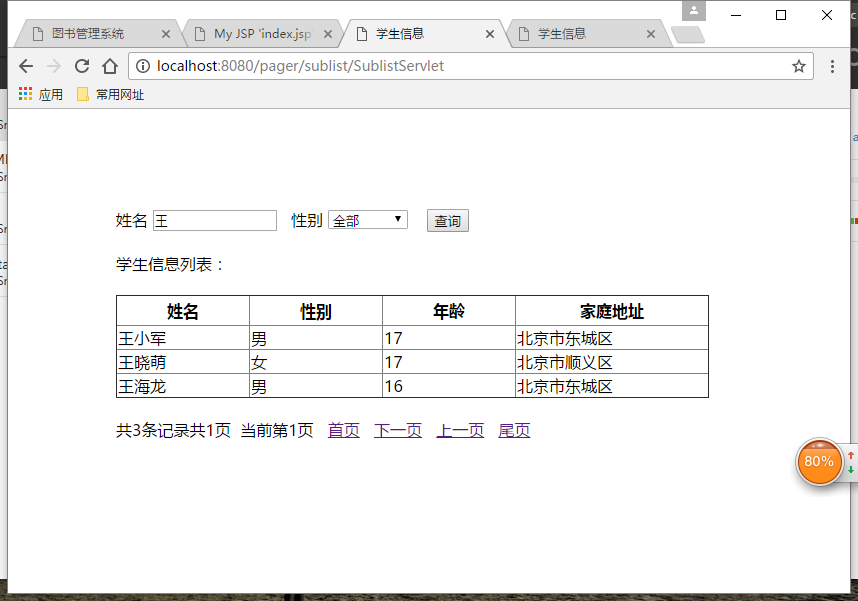 图书管理系统 My JSP 'index.jsp' 学生信息 学生信息
localhost:8080/pager/sublist/SublistServlet
应用 常用网址
姓名 王 性别 全部 查询
学生信息列表：
姓名 性别 年龄 家庭地址
王小军 男 17 北京市东城区
王晓萌 女 17 北京市顺义区
王海龙 男 16 北京市东城区
共3条记录共1页 当前第1页 首页 下一页 上一页 尾页
80%